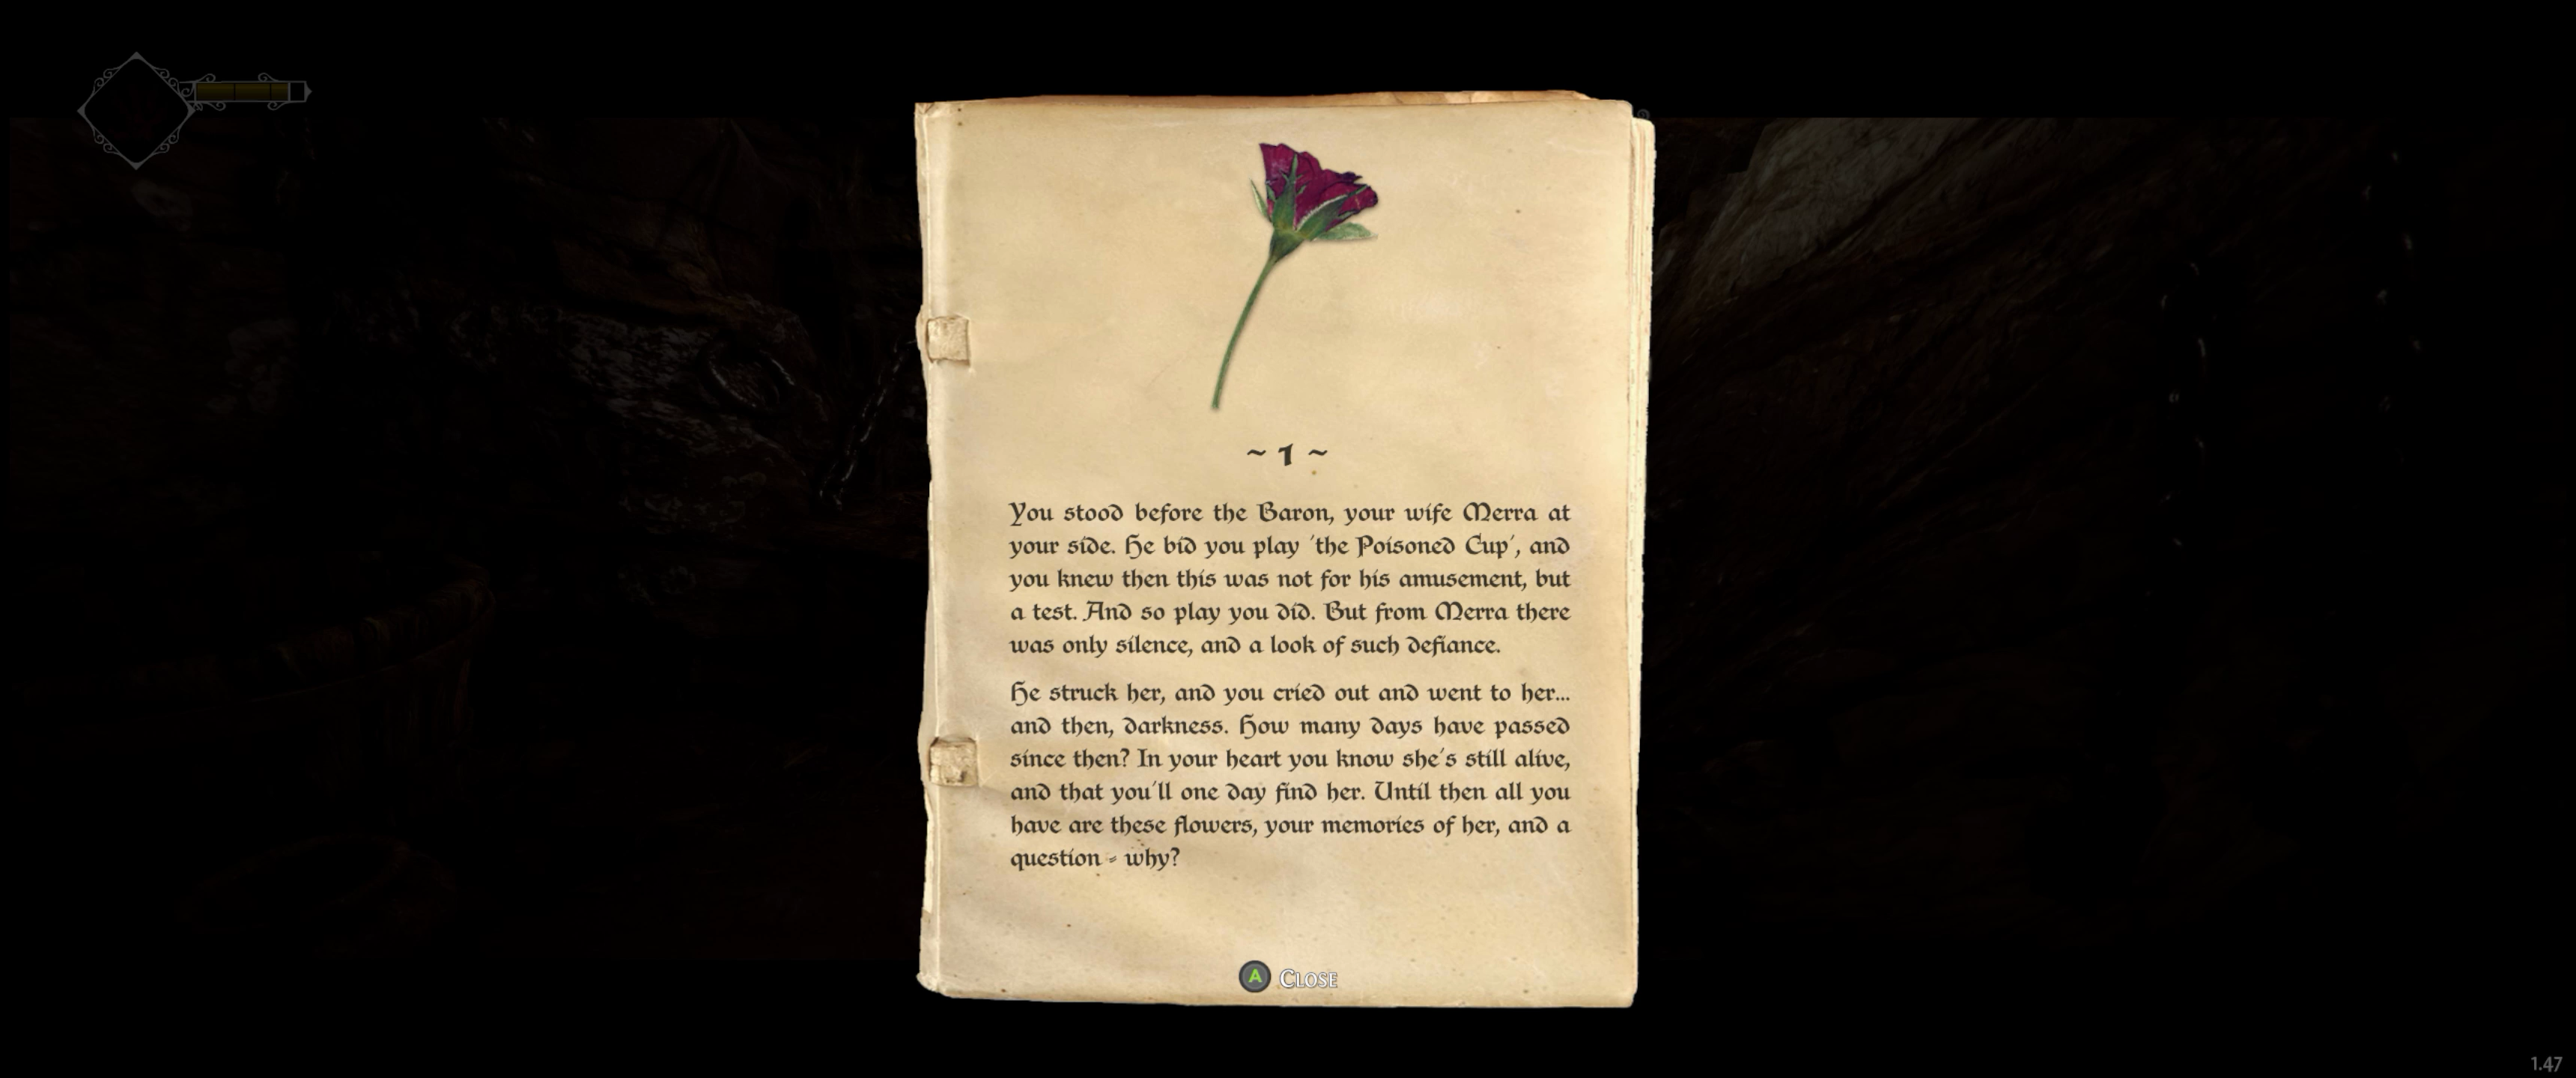 ~ 1 ~
You stood before the Baron, your wife Merra at
your side. He bid you play 'the Poisoned Cup', and
you knew then this was not for his amusement, but
a test. And so play you did. But from Merra there
was only silence, and a look of such defiance.
He struck her, and you cried out and went to her...
and then, darkness. How many days have passed
since then? In your heart you know she's still alive,
and that you'll one day find her. Until then all you
have are these flowers, your memories of her, and a
question - why?
A Close
1.47